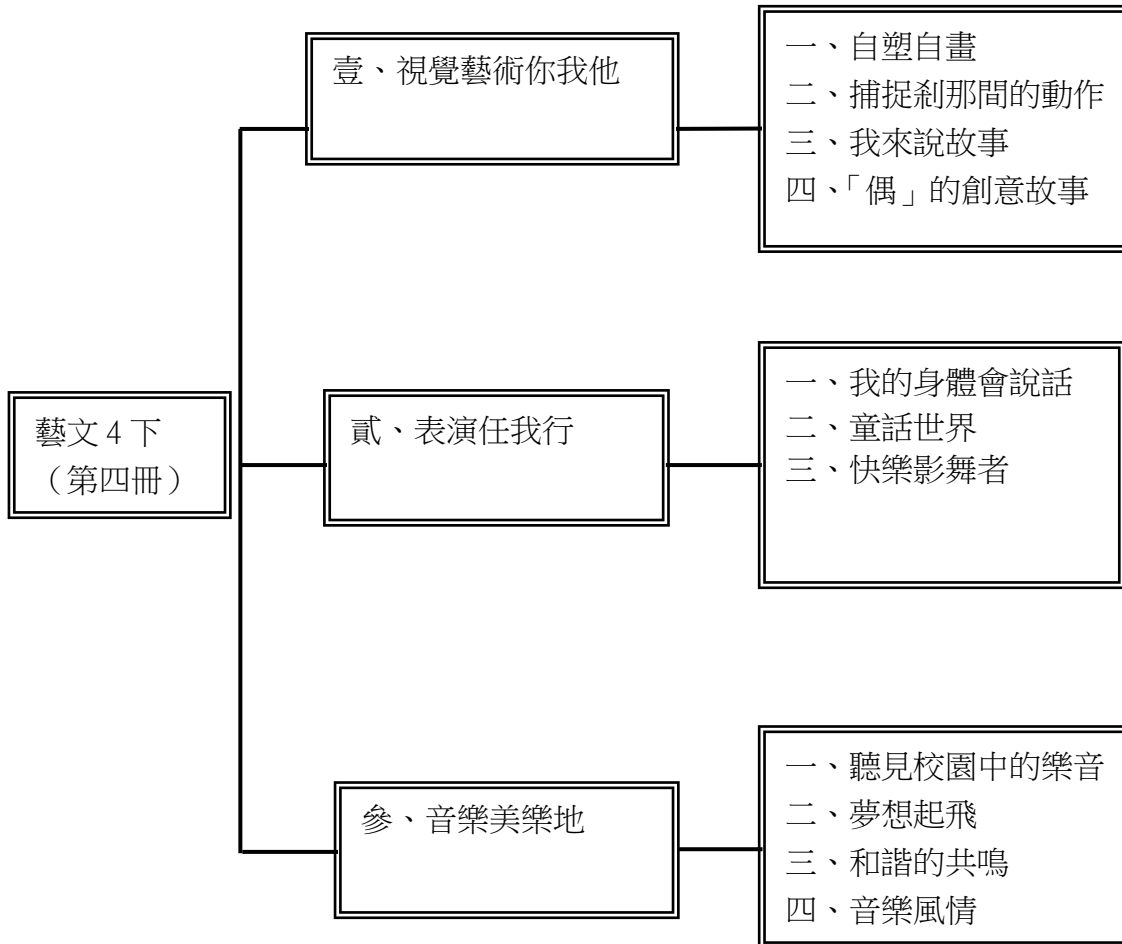 壹、視覺藝術你我他
一、自塑自畫
二、捕捉剎那間的動作
三、我來說故事
四、「偶」的創意故事
藝文4下
（第四冊）
貳、表演任我行
一、我的身體會說話
二、童話世界
三、快樂影舞者
參、音樂美樂地
一、聽見校園中的樂音
二、夢想起飛
三、和諧的共鳴
四、音樂風情